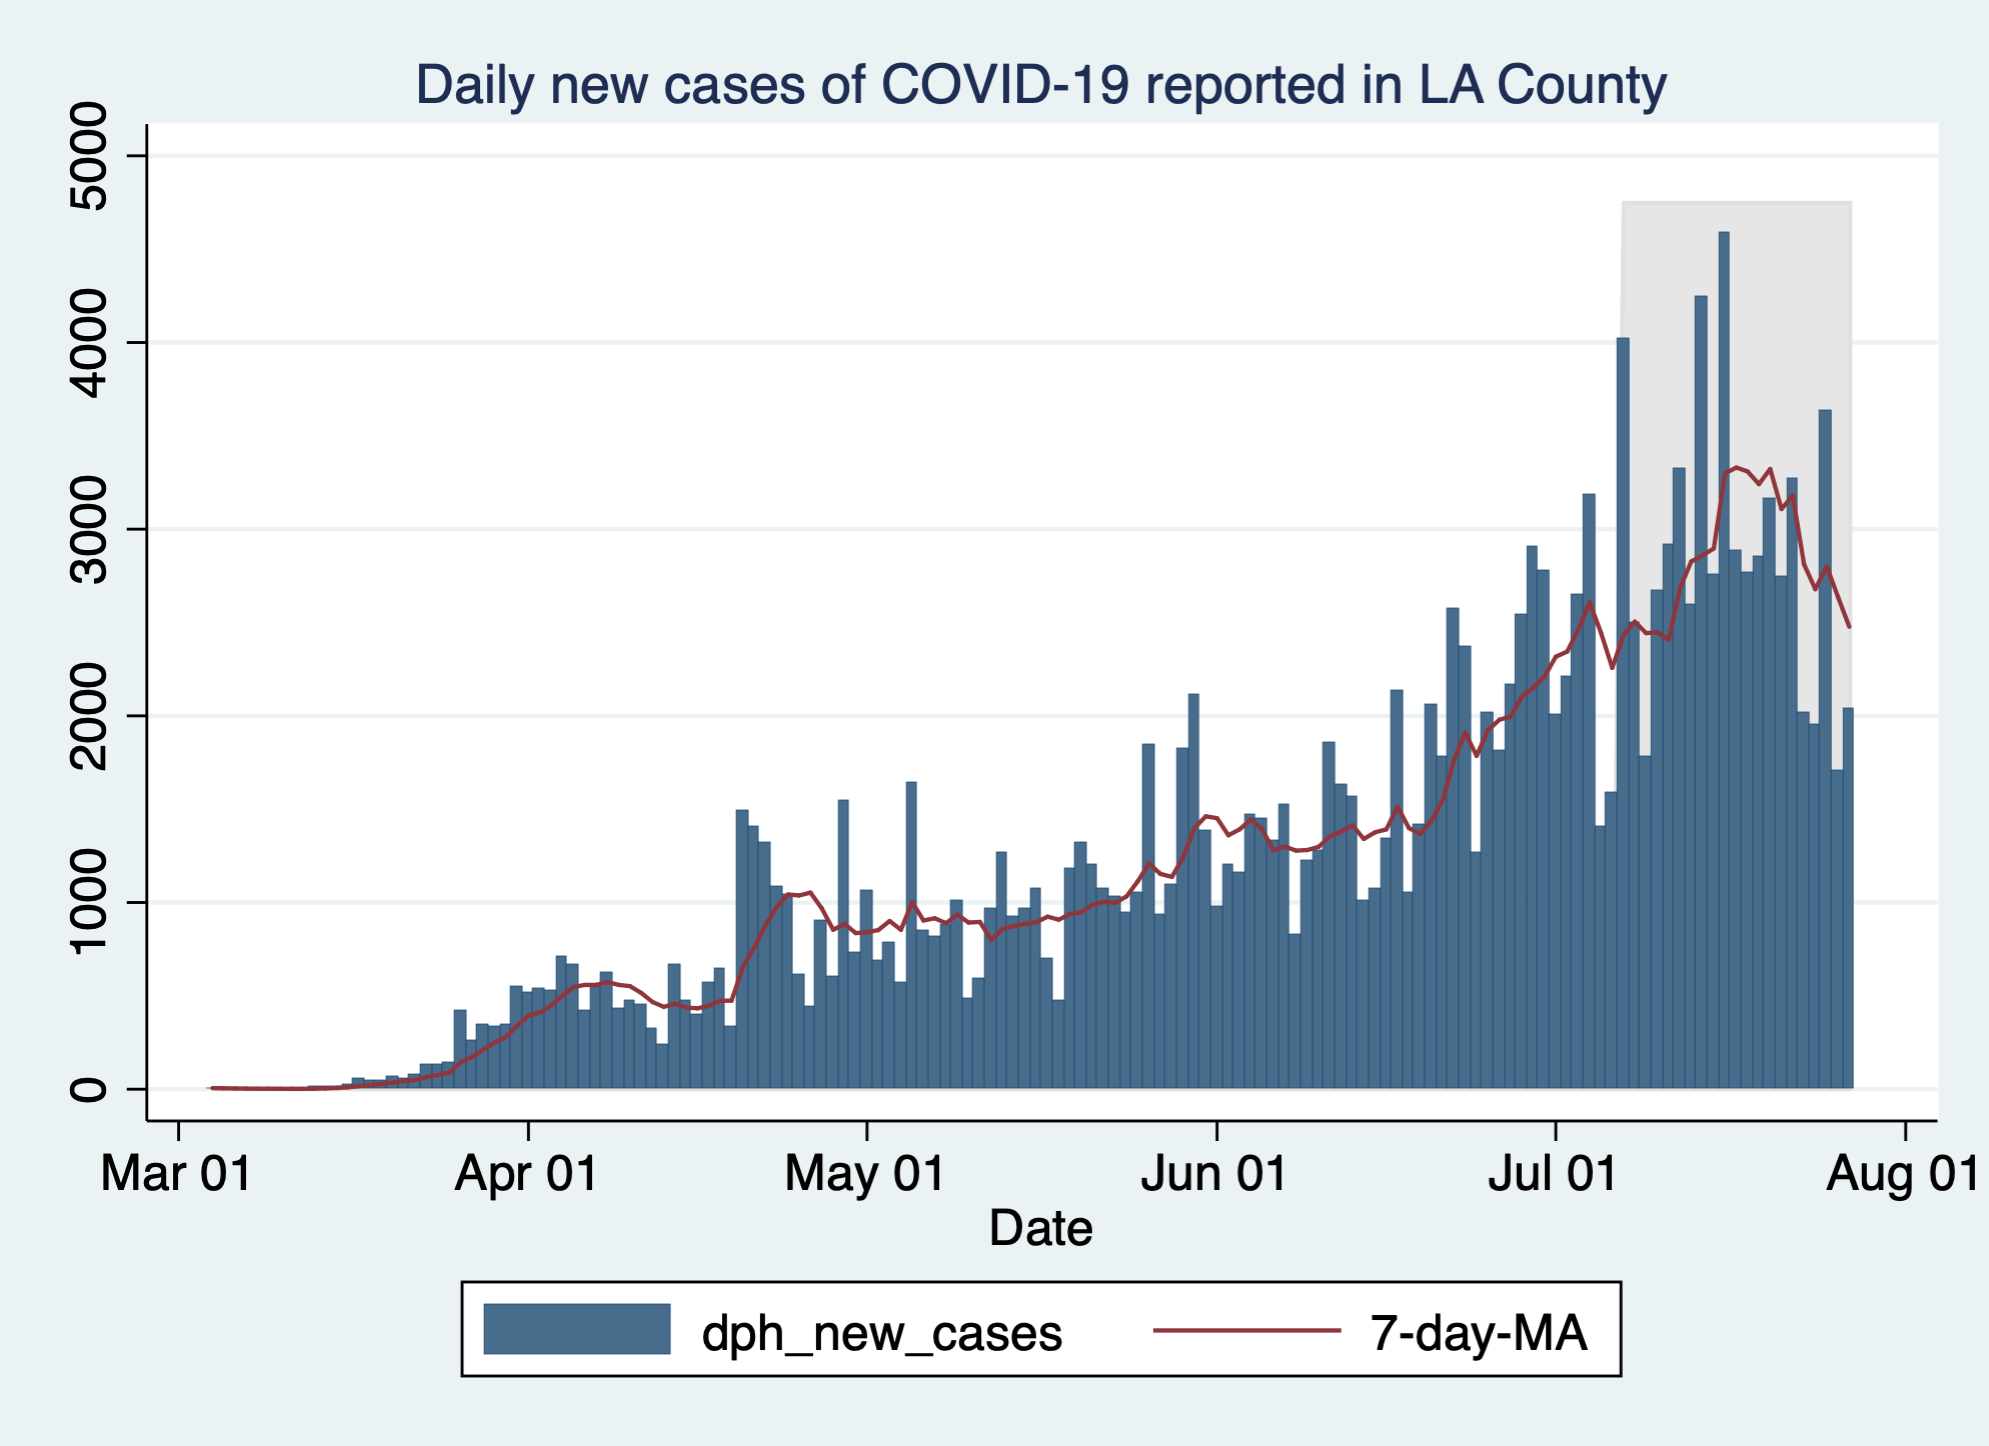 Daily new cases of COVID-19 reported in LA County
5000
4000
3000
2000
1000
0
Mar 01 Apr 01 May 01 Jun 01 Jul 01 Aug 01
Date
dph_new_cases 7-day-MA